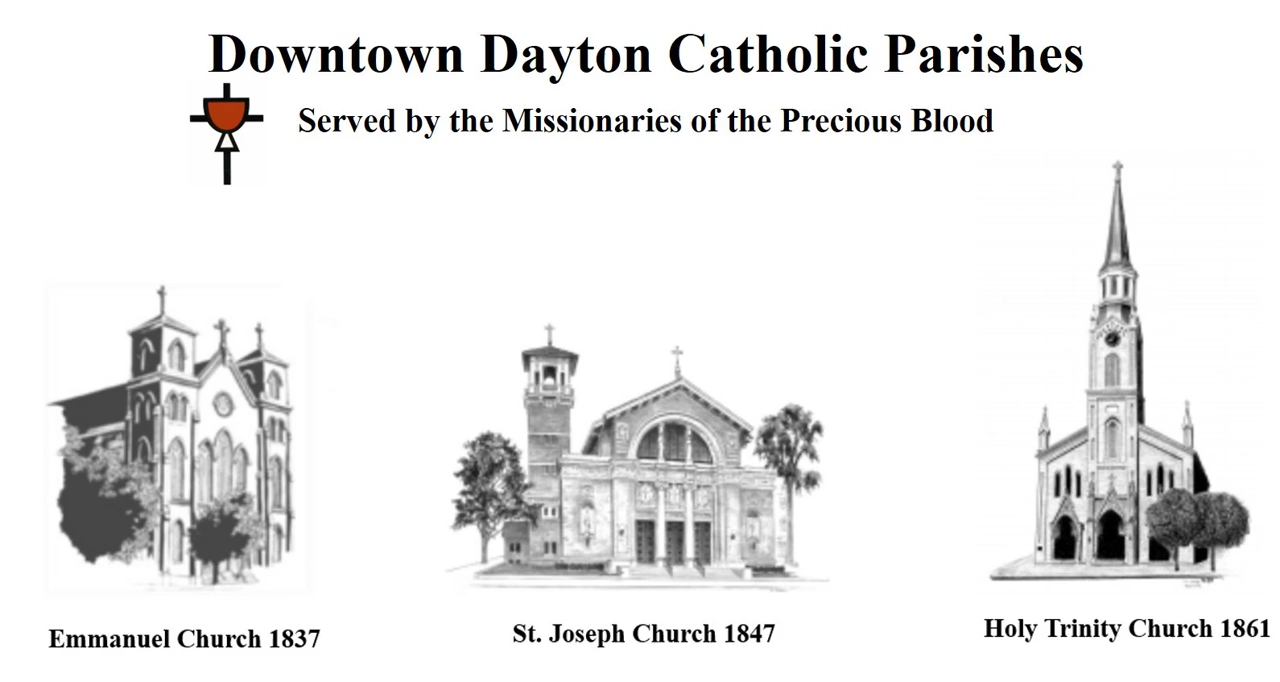 Downtown Dayton Catholic Parishes
Served by the Missionaries of the Precious Blood
Emmanuel Church 1837
St. Joseph Church 1847
Holy Trinity Church 1861